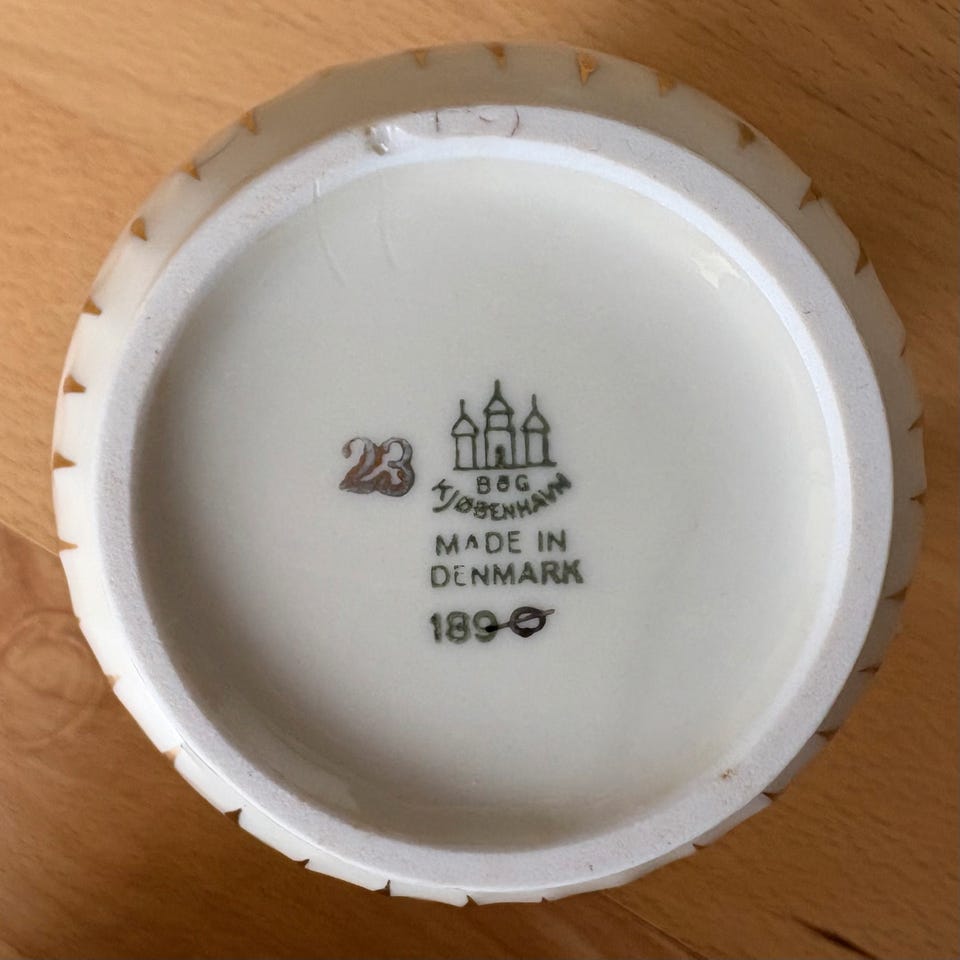 23
B&G
KJØBENHAVN
MADE IN
DENMARK
189